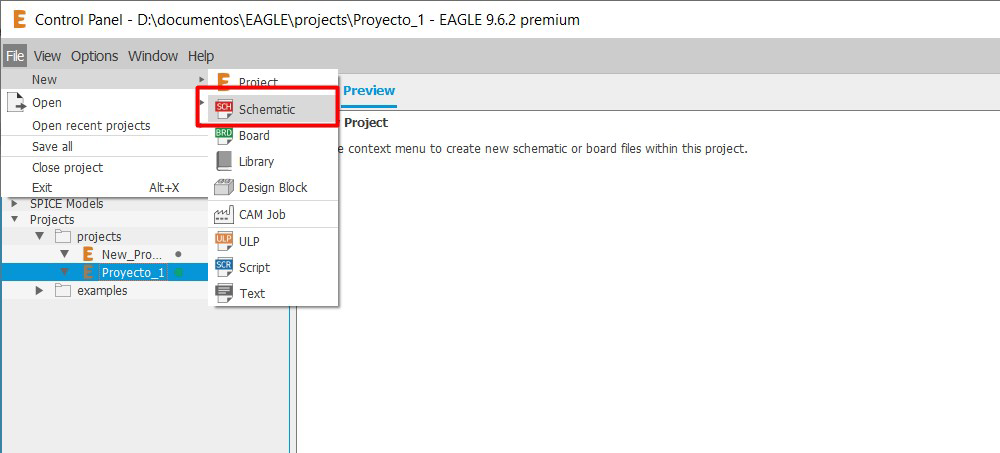 Control Panel - D:\documentos\EAGLE\projects\Proyecto_1 - EAGLE 9.6.2 premium
File View Options Window Help
New
Open
Open recent projects
Save all
Close project
Exit Alt+X
Project
SCH Schematic
BRD Board
Library
Design Block
CAM Job
ULP ULP
SCR Script
Text
Preview
Project
context menu to create new schematic or board files within this project.
SPICE Models
Projects
projects
New_Pro...
Proyecto_1
examples